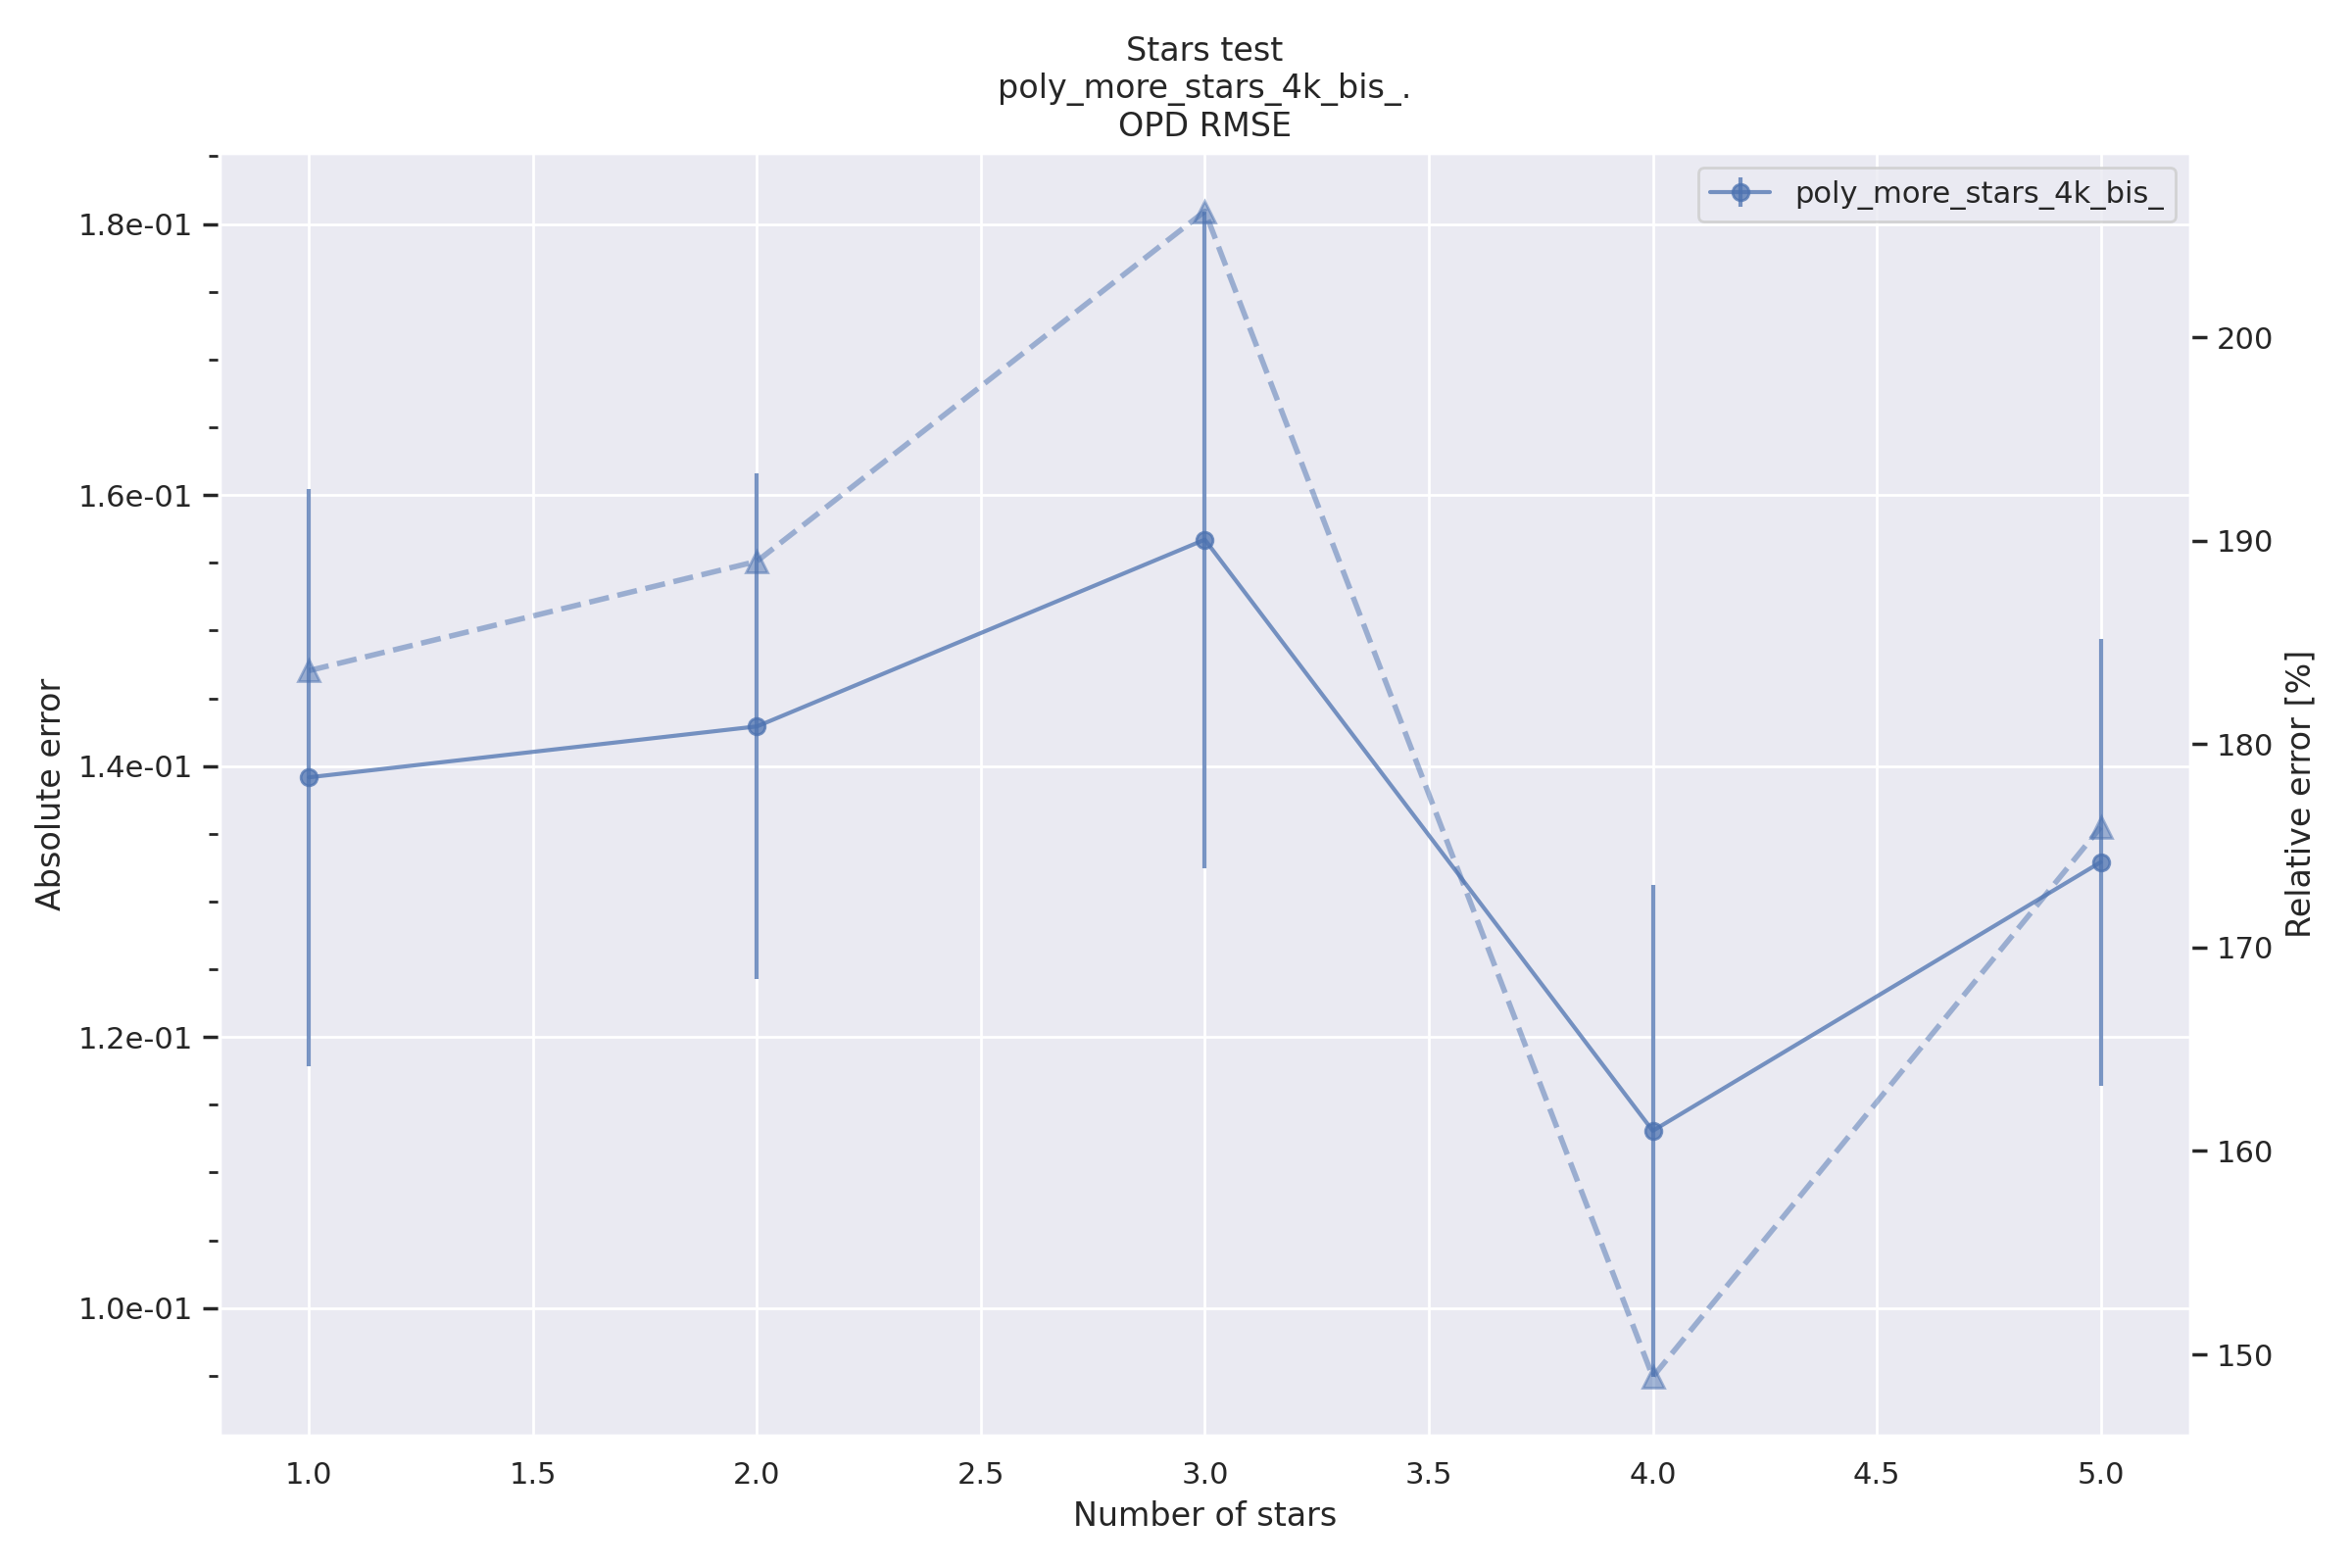 Stars test
poly_more_stars_4k_bis_.
OPD RMSE
poly_more_stars_4k_bis_
Absolute error
1.8e-01
1.6e-01
1.4e-01
1.2e-01
1.0e-01
200
190
180
170
160
150
Relative error [%]
1.0 1.5 2.0 2.5 3.0 3.5 4.0 4.5 5.0
Number of stars